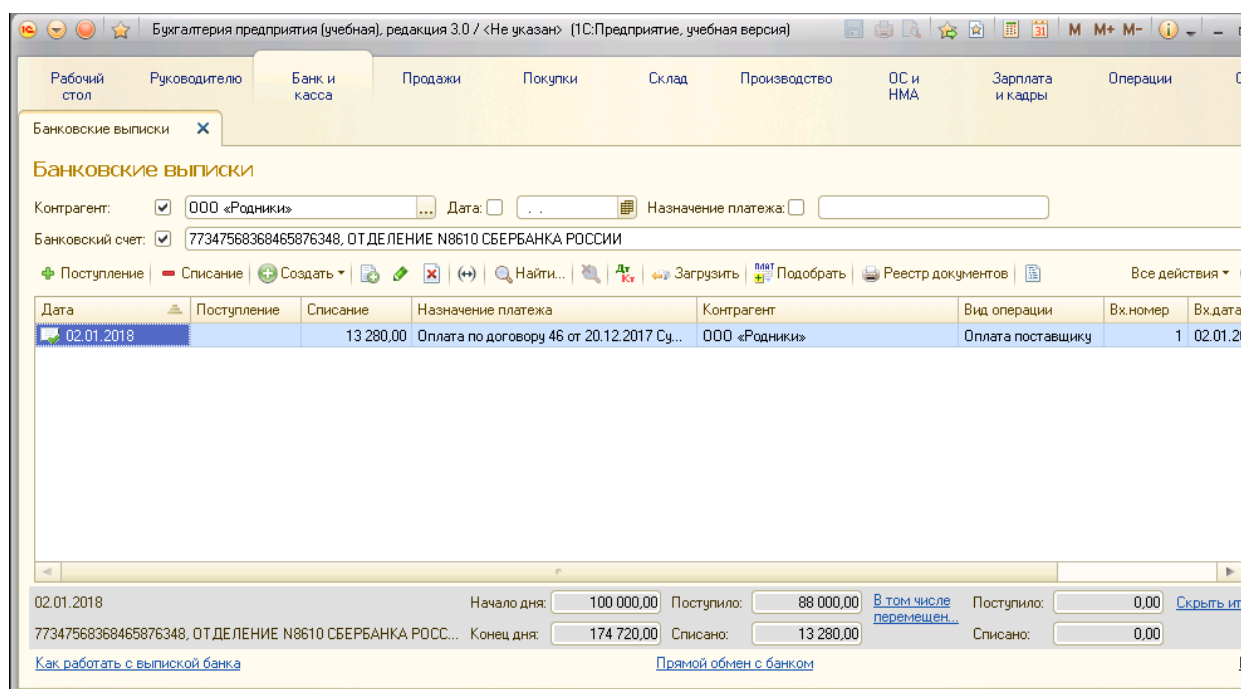 Бухгалтерия предприятия (учебная), редакция 3.0 / <Не указан> (1С:Предприятие, учебная версия) 31 M M+ M-
Рабочий стол Руководителю Банк и касса Продажи Покупки Склад Производство ОС и НМА Зарплата и кадры Операции
Банковские выписки
Банковские выписки
Контрагент: ООО «Родники» ... Дата: . . Назначение платежа:
Банковский счет: 77347568368465876348, ОТДЕЛЕНИЕ N8610 СБЕРБАНКА РОССИИ
Поступление Списание Создать Найти... Дт Кт Загрузить ПЛАТ Подобрать Реестр документов Все действия
Дата Поступление Списание Назначение платежа Контрагент Вид операции Вх.номер Вх.дата
02.01.2018 13 280,00 Оплата по договору 46 от 20.12.2017 Су... ООО «Родники» Оплата поставщику 1 02.01.2
02.01.2018 Начало дня: 100 000,00 Поступило: 88 000,00 В том числе перемещен... Поступило: 0,00 Скрыть ит
77347568368465876348, ОТДЕЛЕНИЕ N8610 СБЕРБАНКА РОСС... Конец дня: 174 720,00 Списано: 13 280,00 Списано: 0,00
Как работать с выпиской банка Прямой обмен с банком